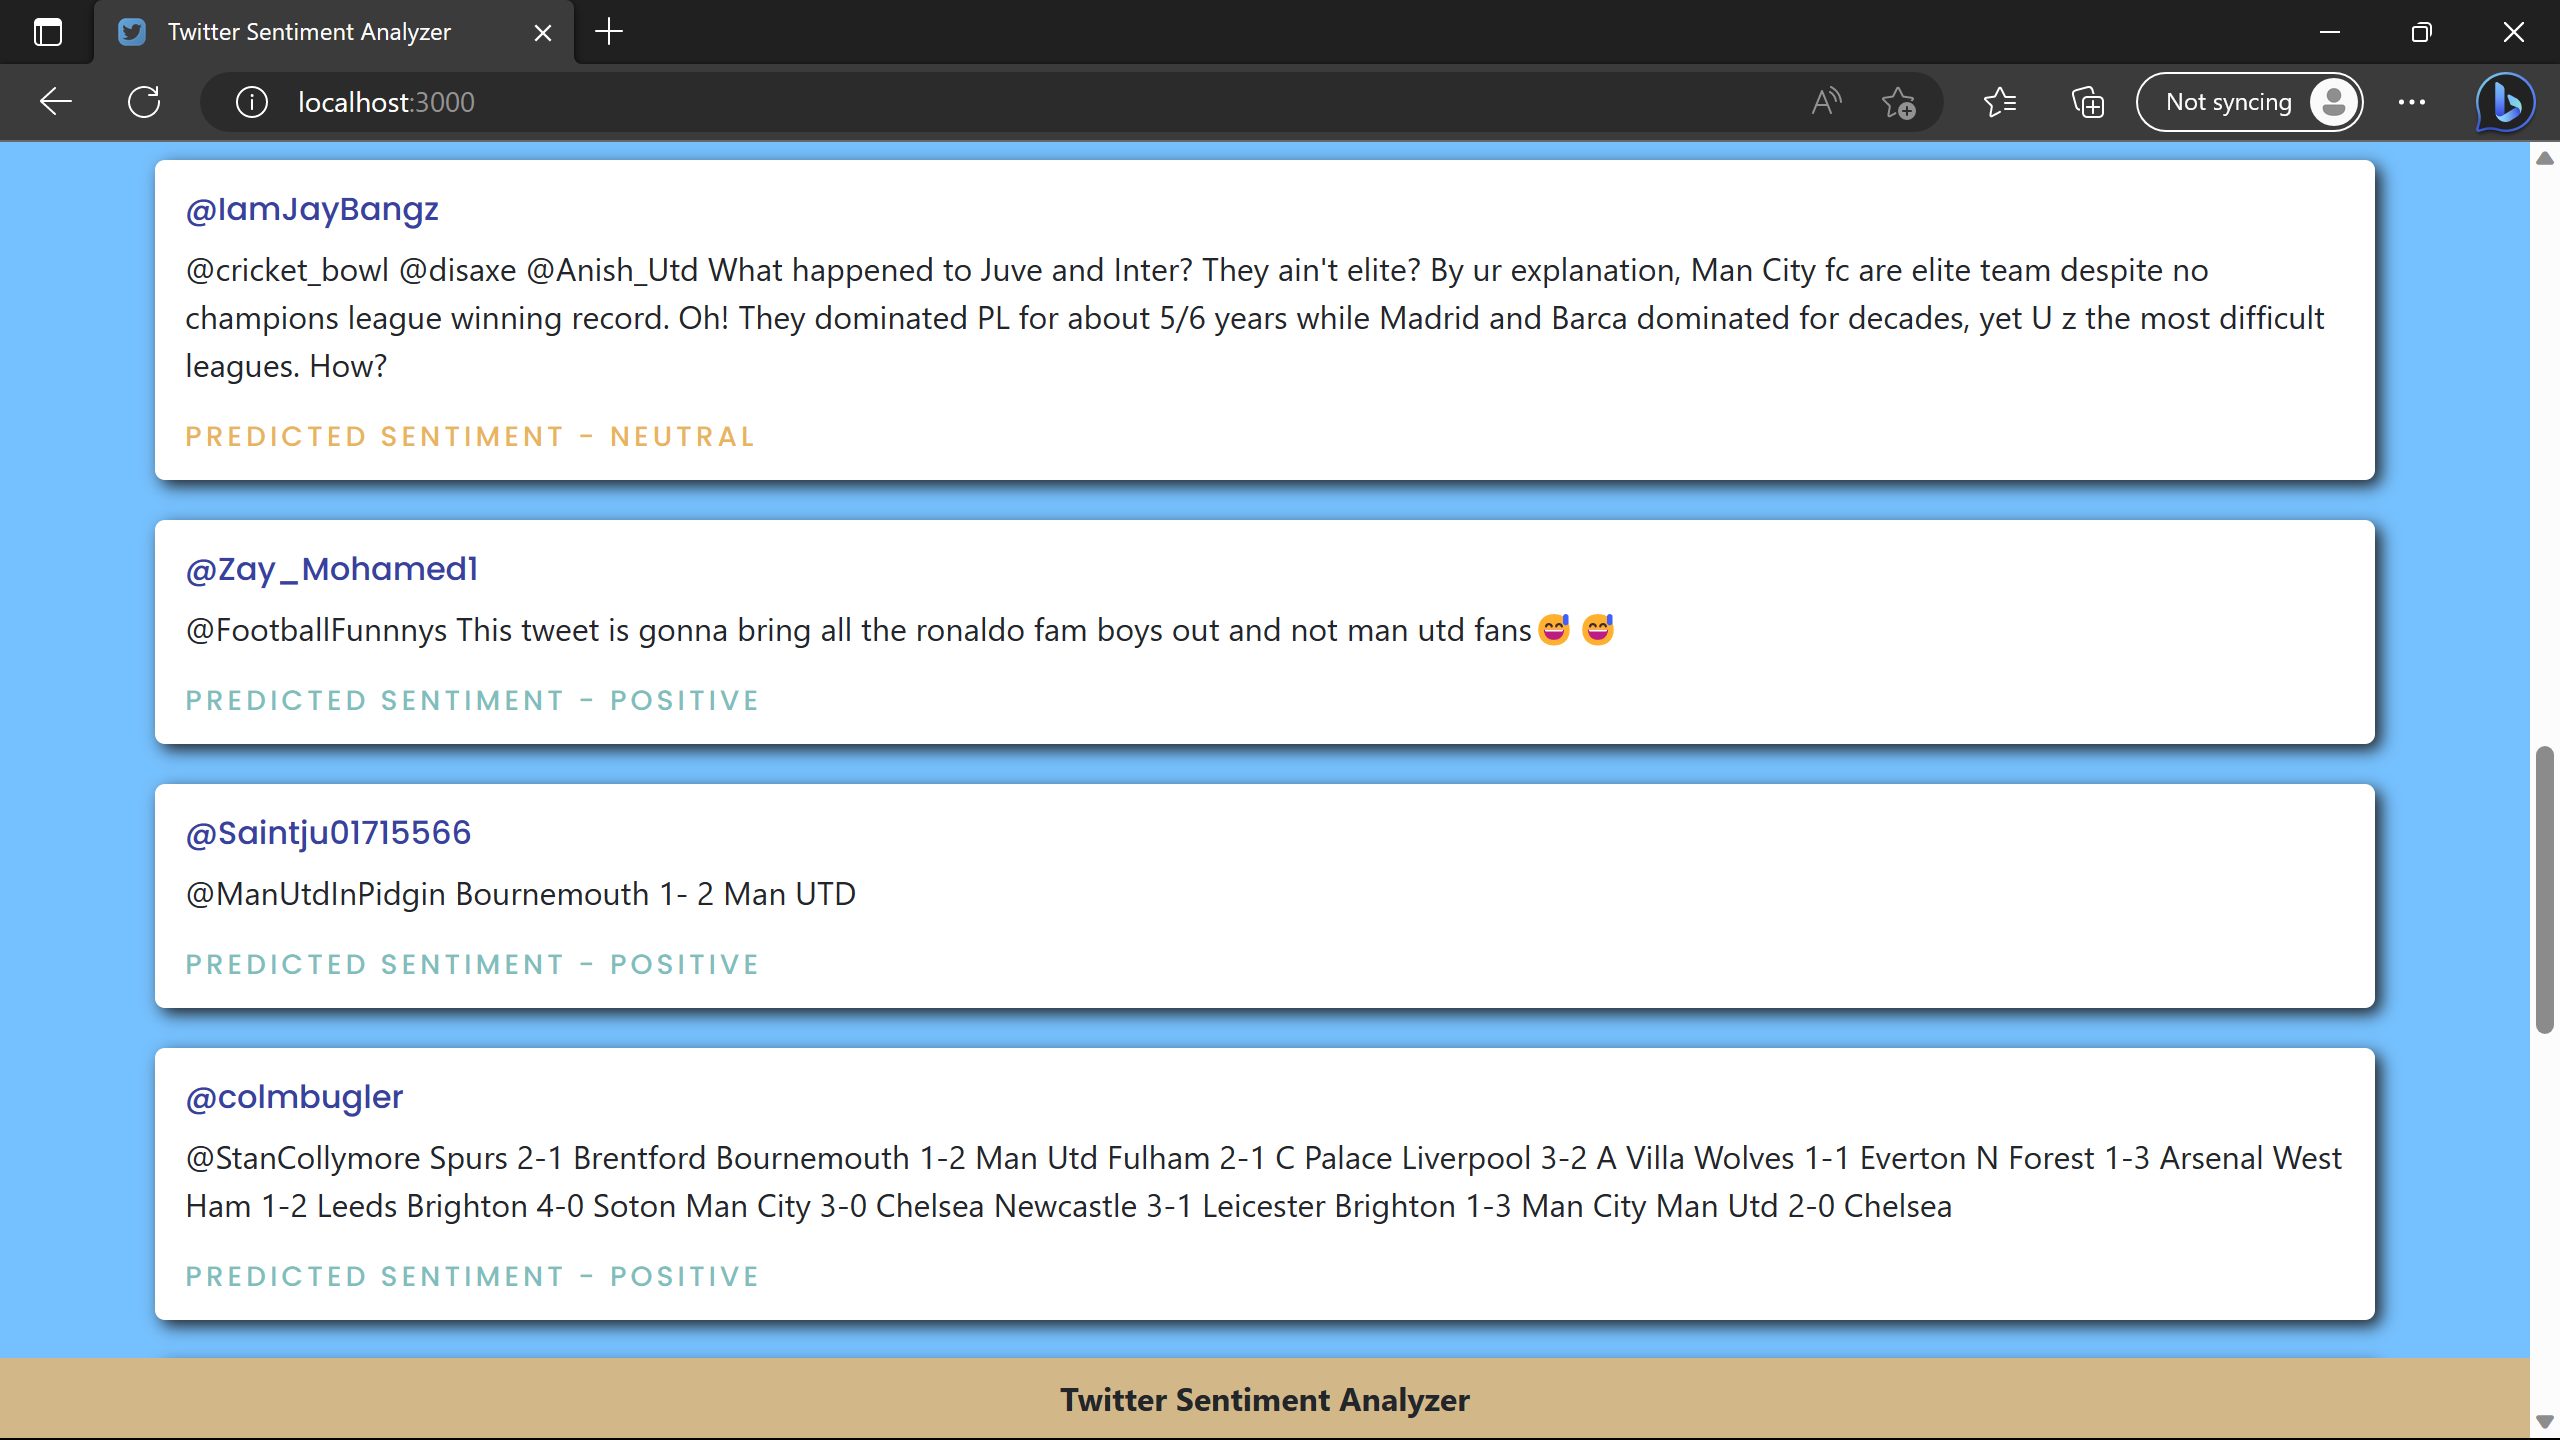 Twitter Sentiment Analyzer
localhost:3000
Not syncing
@IamJayBangz
@cricket_bowl @disaxe @Anish_Utd What happened to Juve and Inter? They ain't elite? By ur explanation, Man City fc are elite team despite no
champions league winning record. Oh! They dominated PL for about 5/6 years while Madrid and Barca dominated for decades, yet U z the most difficult
leagues. How?
PREDICTED SENTIMENT - NEUTRAL
@Zay_Mohamed1
@FootballFunnnys This tweet is gonna bring all the ronaldo fam boys out and not man utd fans😅 😅
PREDICTED SENTIMENT - POSITIVE
@Saintju01715566
@ManUtdInPidgin Bournemouth 1- 2 Man UTD
PREDICTED SENTIMENT - POSITIVE
@colmbugler
@StanCollymore Spurs 2-1 Brentford Bournemouth 1-2 Man Utd Fulham 2-1 C Palace Liverpool 3-2 A Villa Wolves 1-1 Everton N Forest 1-3 Arsenal West
Ham 1-2 Leeds Brighton 4-0 Soton Man City 3-0 Chelsea Newcastle 3-1 Leicester Brighton 1-3 Man City Man Utd 2-0 Chelsea
PREDICTED SENTIMENT - POSITIVE
Twitter Sentiment Analyzer